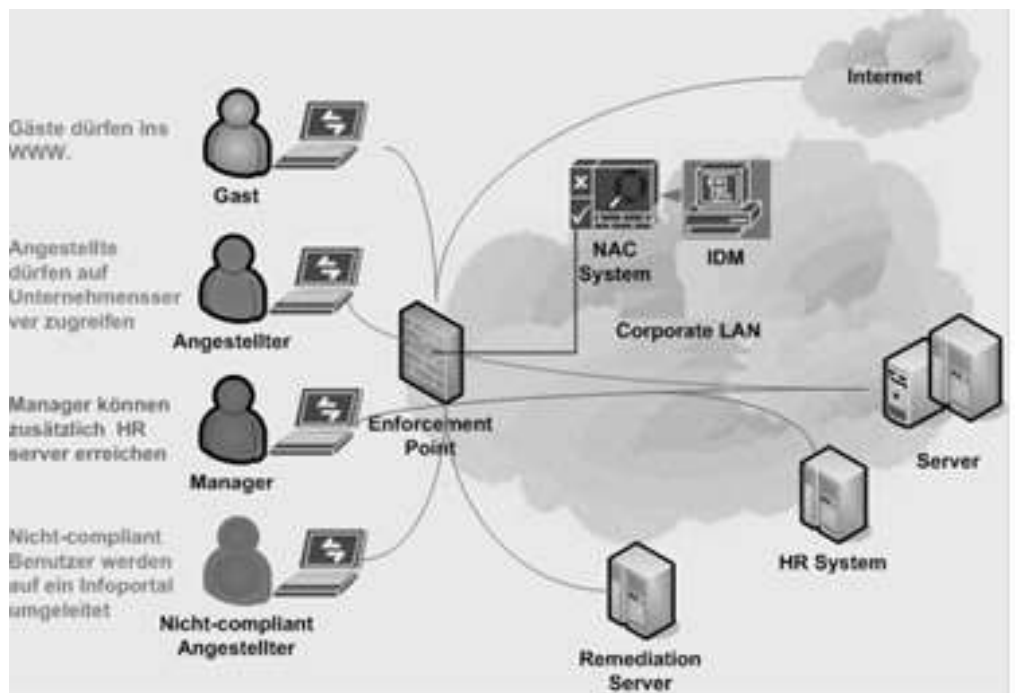 Internet
Gäste dürfen ins
WWW.
Gast
NAC
System
IDM
Angestellte
dürfen auf
Unternehmensser
ver zugreifen
Angestellter
Corporate LAN
Manager können
zusätzlich HR
server erreichen
Manager
Enforcement
Point
Server
HR System
Nicht-compliant
Benutzer werden
auf ein Infoportal
umgeleitet
Nicht-compliant
Angestellter
Remediation
Server